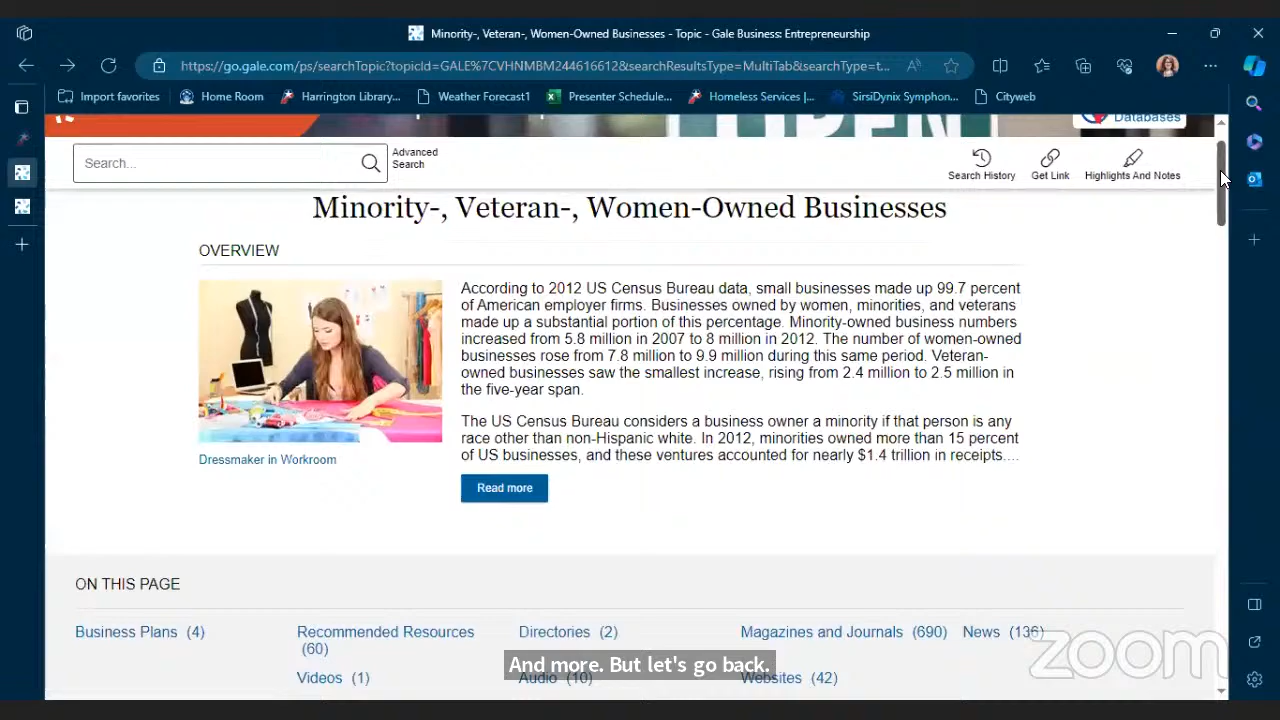 Minority-, Veteran-, Women-Owned Businesses - Topic - Gale Business: Entrepreneurship
https://go.gale.com/ps/searchTopic?topicId=GALE%7CVHNMBM244616612&searchResultsType=MultiTab&searchType=t...
Import favorites Home Room Harrington Library... Weather Forecast1 Presenter Schedule... Homeless Services |... SirsiDynix Symphon... Cityweb
OPEN
Databases
Search...
Advanced
Search
Search History Get Link Highlights And Notes
Minority-, Veteran-, Women-Owned Businesses
OVERVIEW
According to 2012 US Census Bureau data, small businesses made up 99.7 percent
of American employer firms. Businesses owned by women, minorities, and veterans
made up a substantial portion of this percentage. Minority-owned business numbers
increased from 5.8 million in 2007 to 8 million in 2012. The number of women-owned
businesses rose from 7.8 million to 9.9 million during this same period. Veteran-
owned businesses saw the smallest increase, rising from 2.4 million to 2.5 million in
the five-year span.
The US Census Bureau considers a business owner a minority if that person is any
race other than non-Hispanic white. In 2012, minorities owned more than 15 percent
of US businesses, and these ventures accounted for nearly $1.4 trillion in receipts....
Dressmaker in Workroom
Read more
ON THIS PAGE
Business Plans (4) Recommended Resources (60) Directories (2) Magazines and Journals (690) News (136)
Videos (1) Audio (10) Websites (42)
And more. But let's go back.
zoom